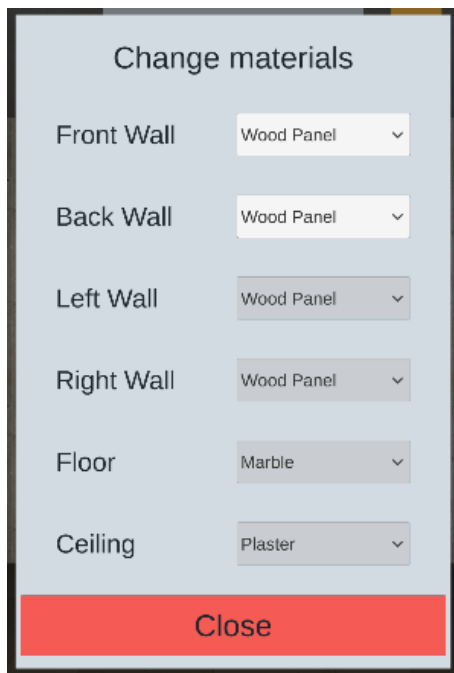 Change materials
Front Wall Wood Panel
Back Wall Wood Panel
Left Wall Wood Panel
Right Wall Wood Panel
Floor Marble
Ceiling Plaster
Close